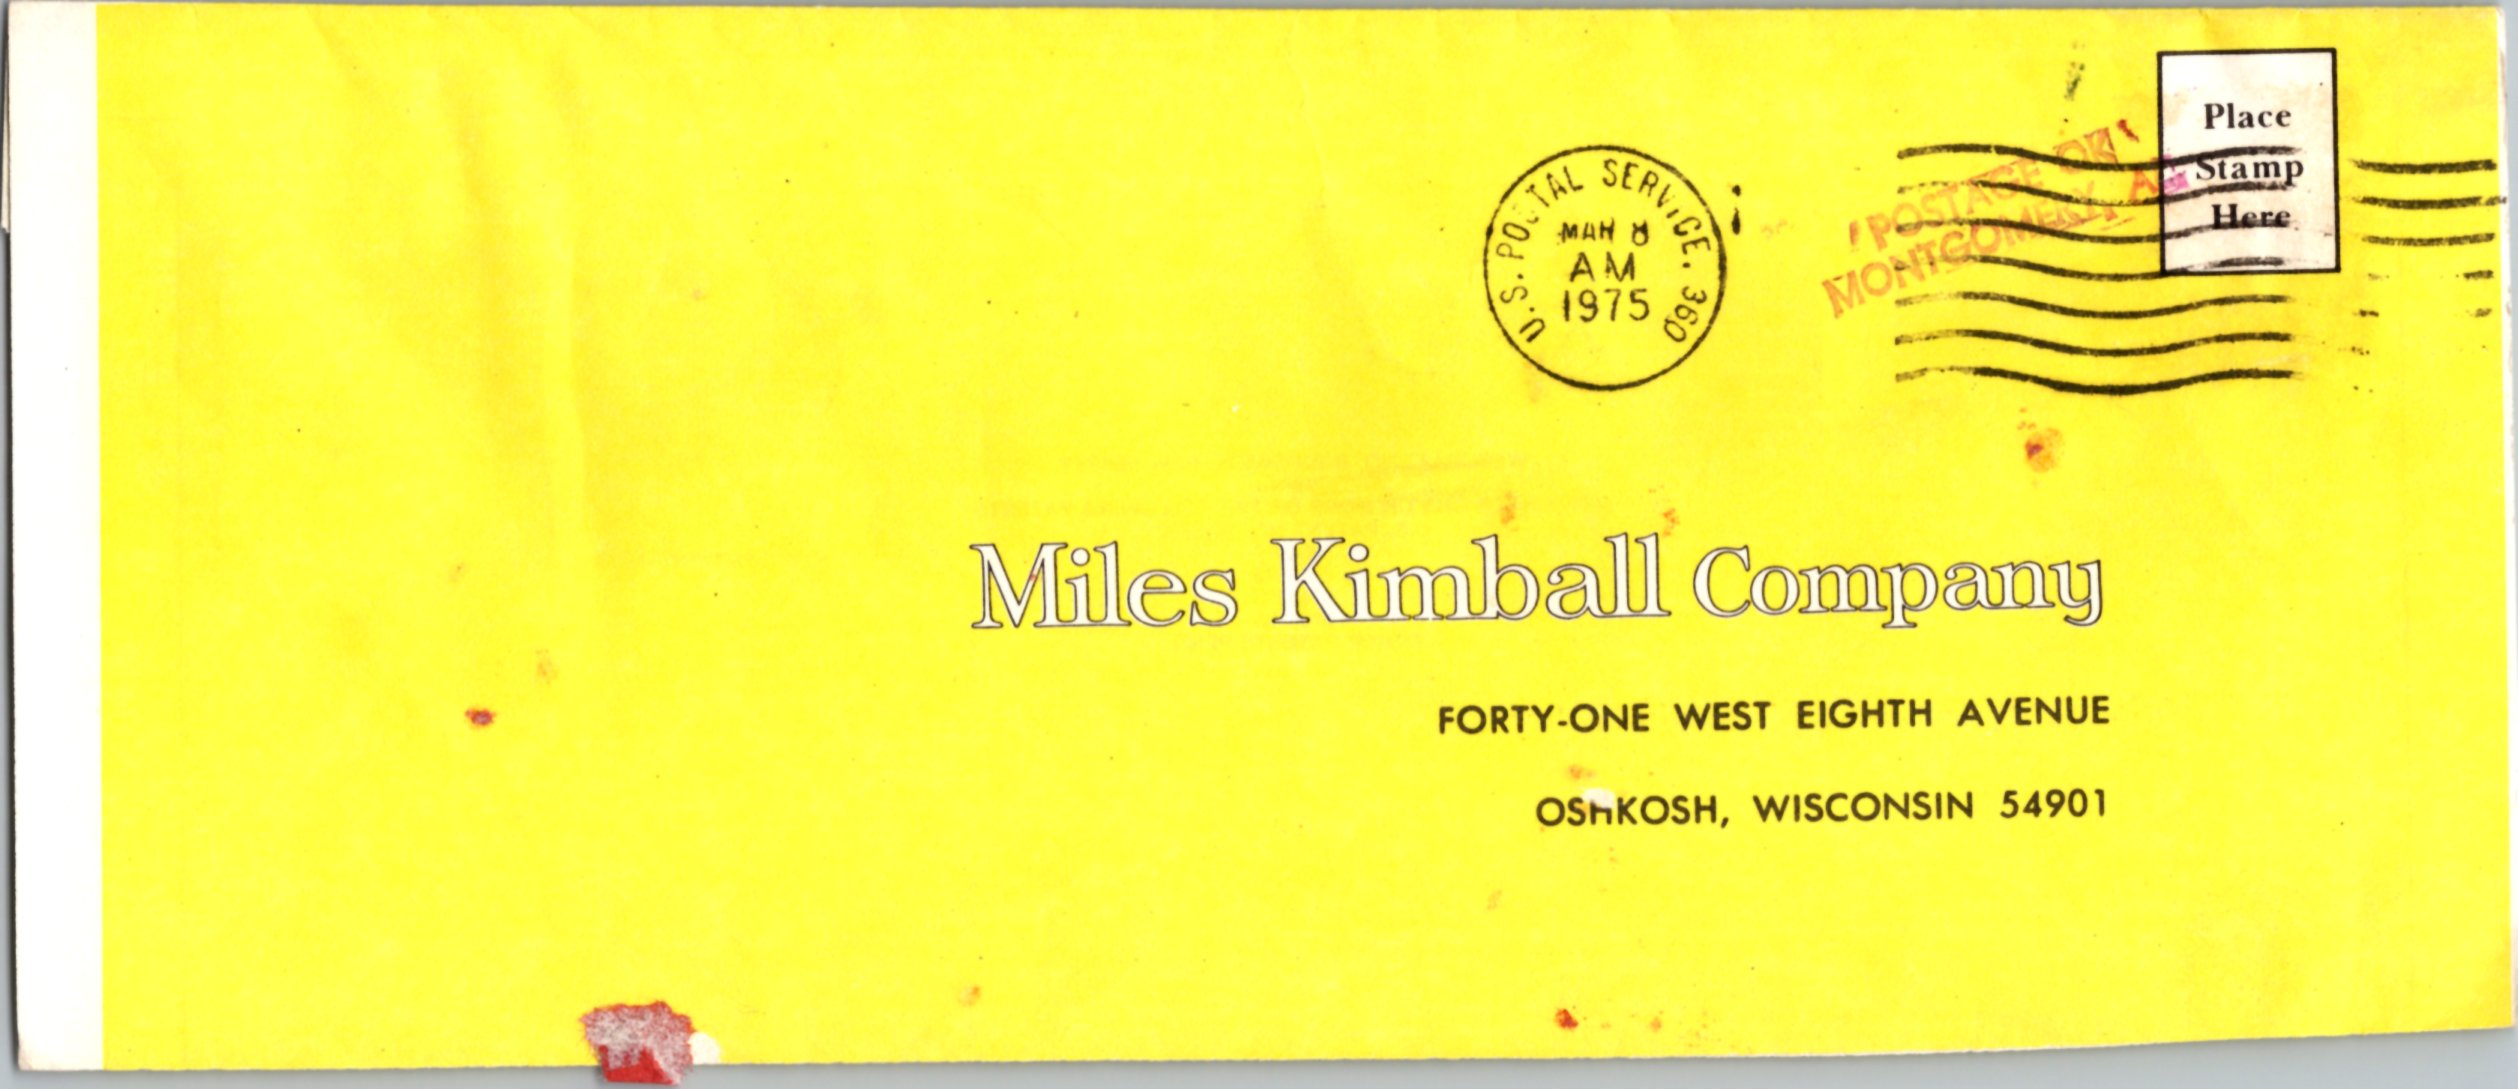 Place
Stamp
Here
U.S. POSTAL SERVICE. 360
MAR 8
AM
1975
POSTAGE OK
MONTGOMERY, AL
Miles Kimball Company
FORTY-ONE WEST EIGHTH AVENUE
OSHKOSH, WISCONSIN 54901